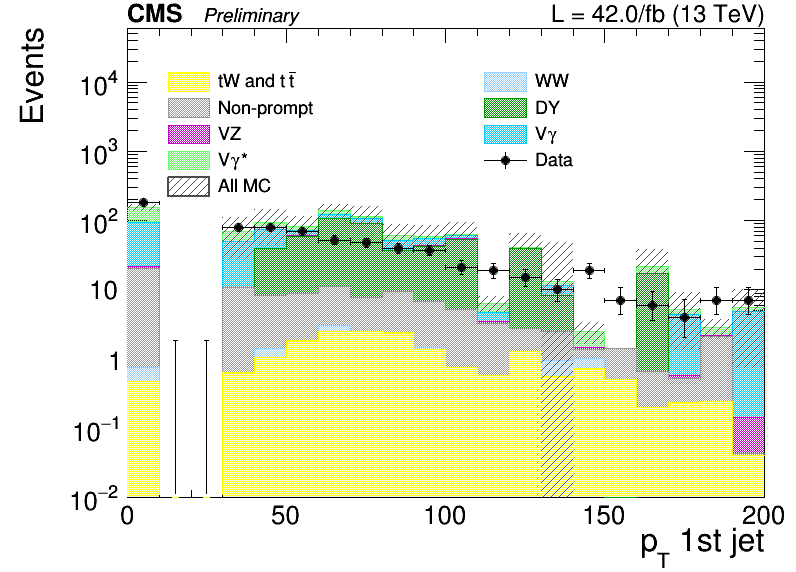 CMS Preliminary L = 42.0/fb (13 TeV)
Events
tW and t t̅
Non-prompt
VZ
Vγ*
All MC
WW
DY
Vγ
Data
10⁴
10³
10²
10
1
10⁻¹
10⁻²
0 50 100 150 200
p_T 1st jet